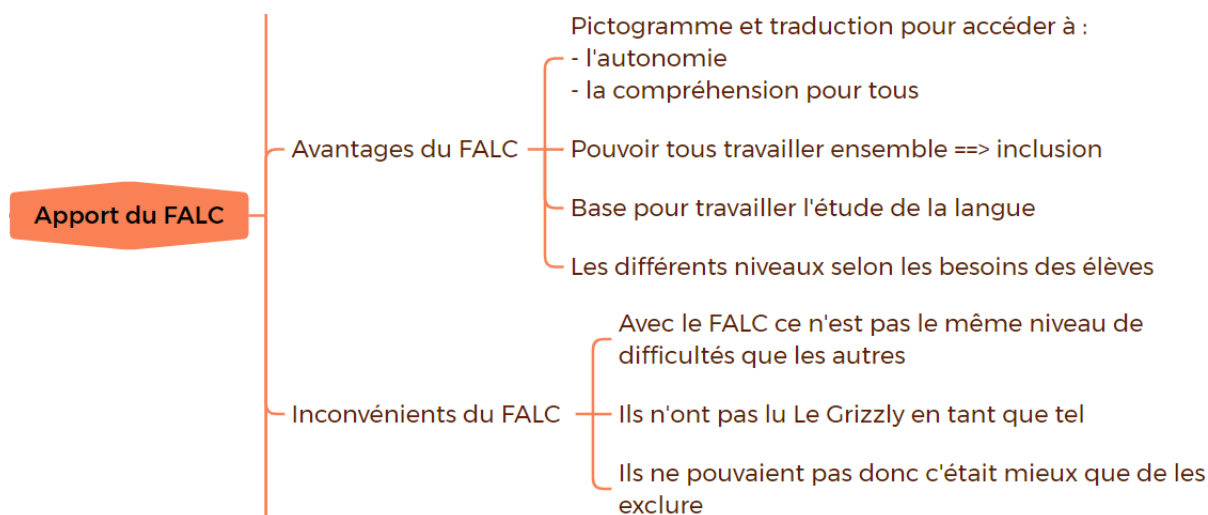 Apport du FALC
Avantages du FALC
Pictogramme et traduction pour accéder à :
- l'autonomie
- la compréhension pour tous
Pouvoir tous travailler ensemble ==> inclusion
Base pour travailler l'étude de la langue
Les différents niveaux selon les besoins des élèves
Inconvénients du FALC
Avec le FALC ce n'est pas le même niveau de
difficultés que les autres
Ils n'ont pas lu Le Grizzly en tant que tel
Ils ne pouvaient pas donc c'était mieux que de les
exclure